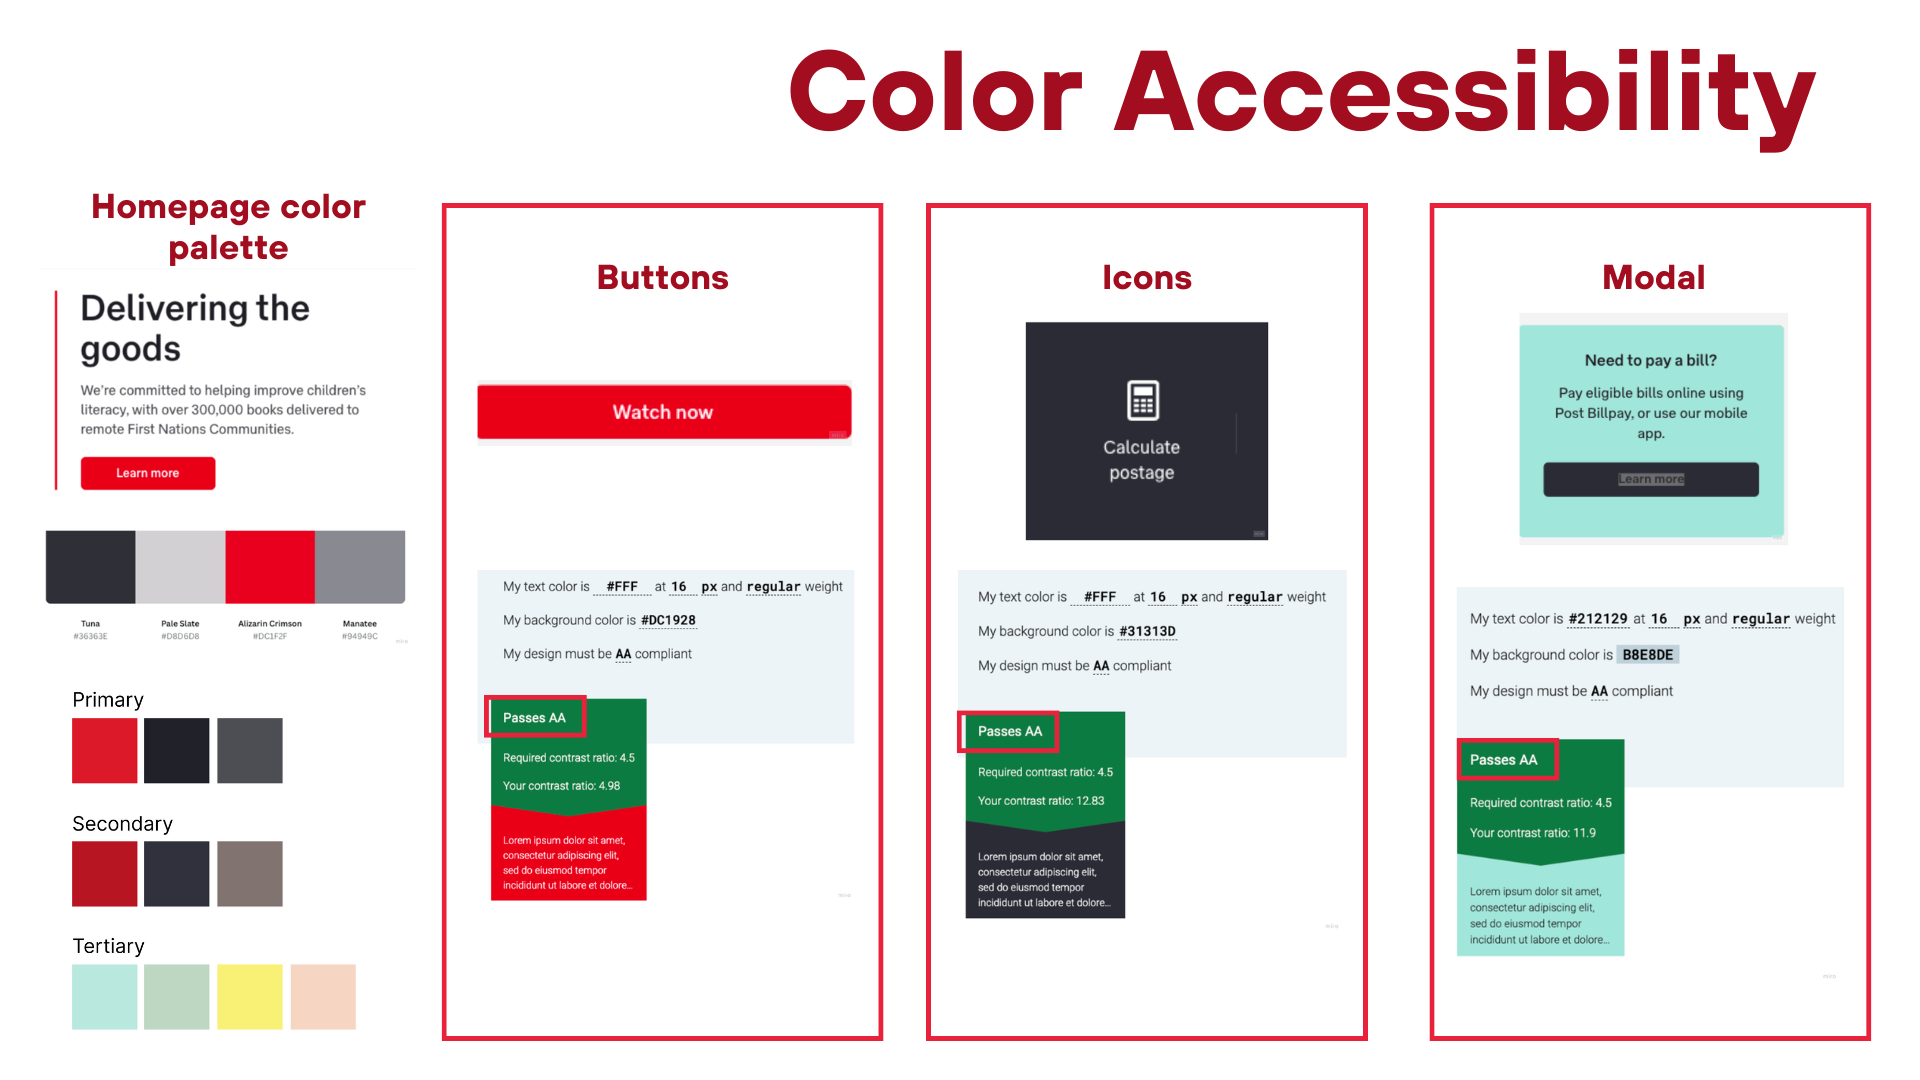 Color Accessibility
Homepage color
palette
Delivering the
goods
We're committed to helping improve children's
literacy, with over 300,000 books delivered to
remote First Nations Communities.
Learn more
Tuna
#36363E
Pale Slate
#D8D6D8
Alizarin Crimson
#DC1F2F
Manatee
#94949C
miro
Primary
Secondary
Tertiary
Buttons
Watch now
My text color is #FFF at 16 px and regular weight
My background color is #DC1928
My design must be AA compliant
Passes AA
Required contrast ratio: 4.5
Your contrast ratio: 4.98
Lorem ipsum dolor sit amet,
consectetur adipiscing elit,
sed do eiusmod tempor
incididunt ut labore et dolore...
miro
Icons
Calculate
postage
My text color is #FFF at 16 px and regular weight
My background color is #31313D
My design must be AA compliant
Passes AA
Required contrast ratio: 4.5
Your contrast ratio: 12.83
Lorem ipsum dolor sit amet,
consectetur adipiscing elit,
sed do eiusmod tempor
incididunt ut labore et dolore...
miro
Modal
Need to pay a bill?
Pay eligible bills online using
Post Billpay, or use our mobile
app.
Learn more
My text color is #212129 at 16 px and regular weight
My background color is B8E8DE
My design must be AA compliant
Passes AA
Required contrast ratio: 4.5
Your contrast ratio: 11.9
Lorem ipsum dolor sit amet,
consectetur adipiscing elit,
sed do eiusmod tempor
incididunt ut labore et dolore...
miro